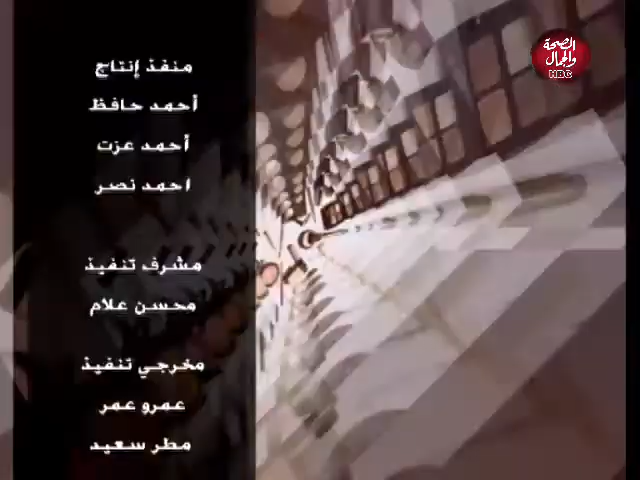 الصحة
والجمال
HBC
منفذ إنتاج
أحمد حافظ
أحمد عزت
احمد نصر
مشرف تنفيذ
محسن علام
مخرجي تنفيذ
عمرو عمر
مطر سعيد